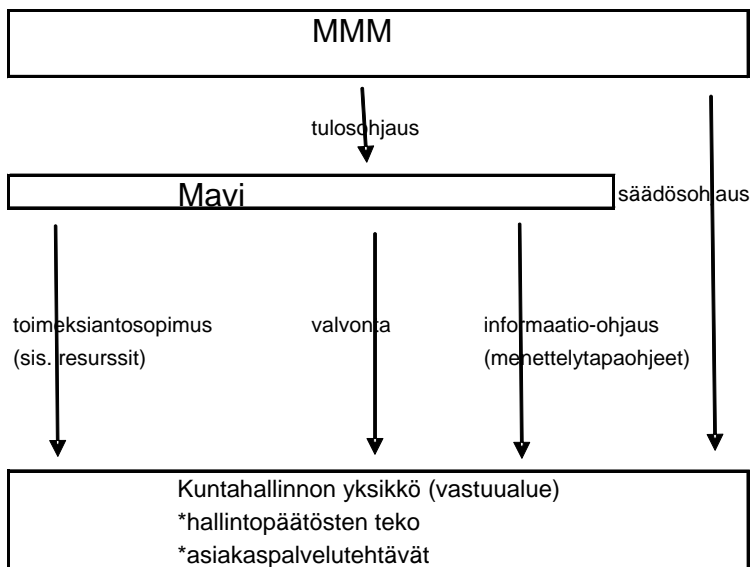 MMM
tulosohjaus
Mavi
säädösohjaus
toimeksiantosopimus
(sis. resurssit)
valvonta
informaatio-ohjaus
(menettelytapaohjeet)
Kuntahallinnon yksikkö (vastuualue)
*hallintopäätösten teko
*asiakaspalvelutehtävät